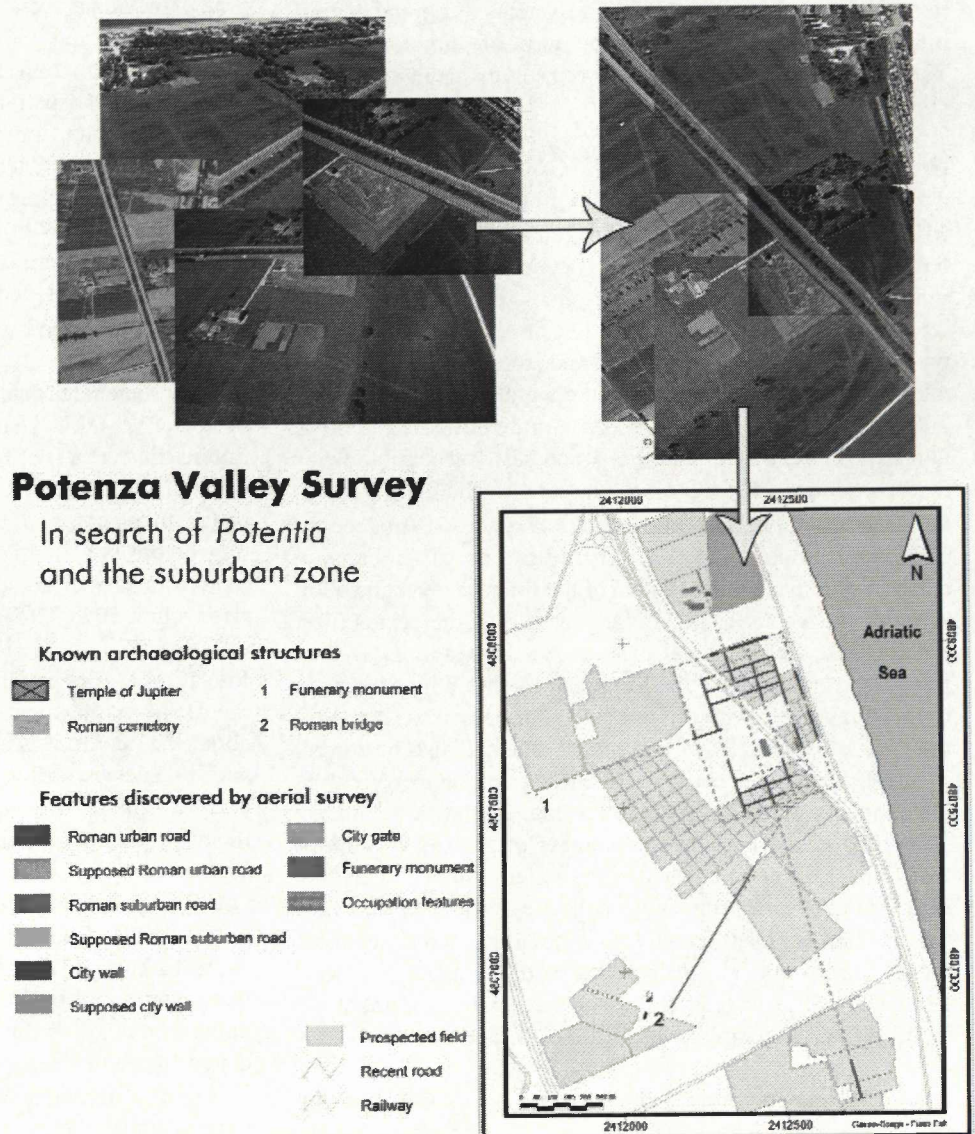 Potenza Valley Survey
In search of Potentia
and the suburban zone
Known archaeological structures
Temple of Jupiter
1 Funerary monument
Roman cemetery
2 Roman bridge
Features discovered by aerial survey
Roman urban road
City gate
Supposed Roman urban road
Funerary monument
Roman suburban road
Occupation features
Supposed Roman suburban road
City wall
Supposed city wall
Prospected field
Recent road
Railway
2412000 2412500
N
Adriatic
Sea
1
2
2412000 2412500